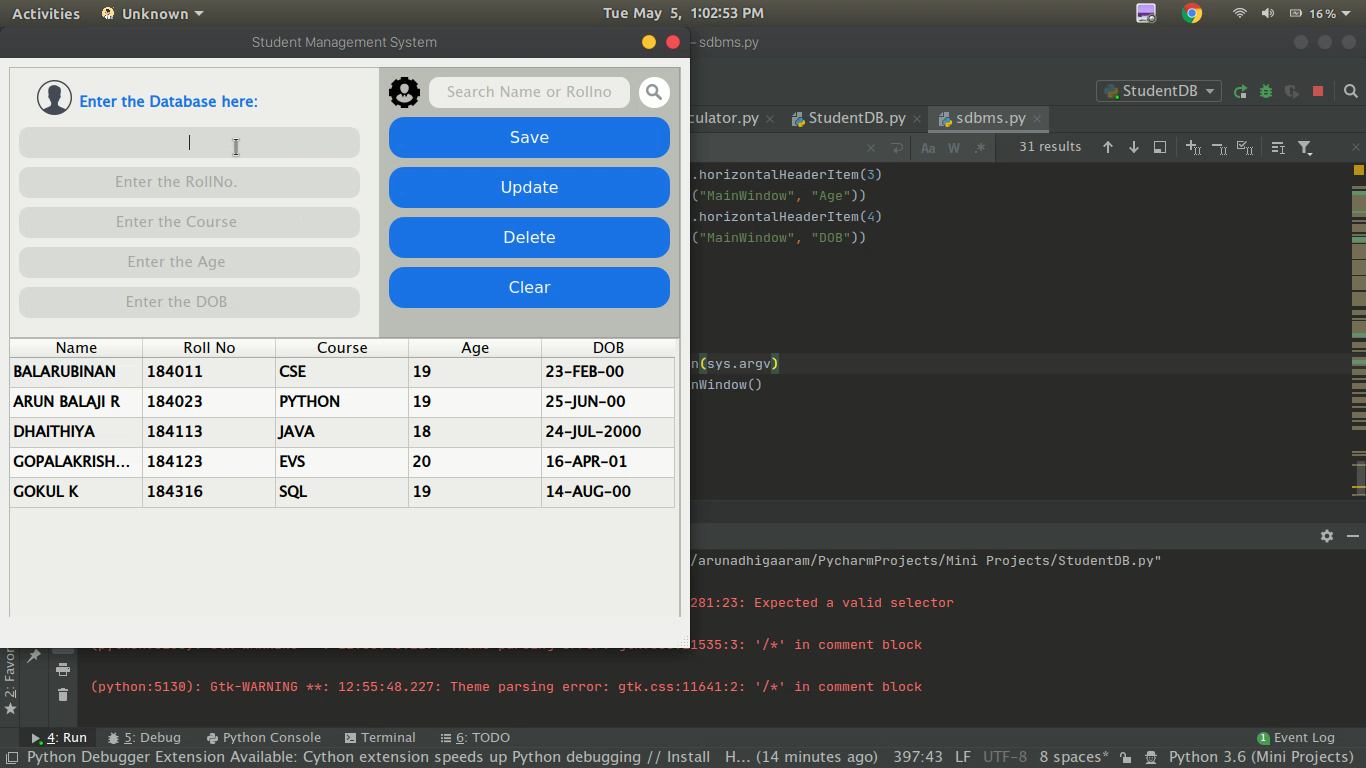 Activities Unknown Tue May 5, 1:02:53 PM 16%
Student Management System
– sdbms.py
Enter the Database here:
Search Name or Rollno
Enter the RollNo.
Enter the Course
Enter the Age
Enter the DOB
Save
Update
Delete
Clear
Name Roll No Course Age DOB
BALARUBINAN 184011 CSE 19 23-FEB-00
ARUN BALAJI R 184023 PYTHON 19 25-JUN-00
DHAITHIYA 184113 JAVA 18 24-JUL-2000
GOPALAKRISH... 184123 EVS 20 16-APR-01
GOKUL K 184316 SQL 19 14-AUG-00
StudentDB
culator.py StudentDB.py sdbms.py
Aa W .* 31 results
.horizontalHeaderItem(3)
("MainWindow", "Age"))
.horizontalHeaderItem(4)
("MainWindow", "DOB"))
n(sys.argv)
nWindow()
/arunadhigaaram/PycharmProjects/Mini Projects/StudentDB.py"
281:23: Expected a valid selector
1535:3: '/*' in comment block
(python:5130): Gtk-WARNING **: 12:55:48.227: Theme parsing error: gtk.css:11641:2: '/*' in comment block
2: Favor
4: Run 5: Debug Python Console Terminal 6: TODO 1 Event Log
Python Debugger Extension Available: Cython extension speeds up Python debugging // Install H... (14 minutes ago) 397:43 LF UTF-8 8 spaces* Python 3.6 (Mini Projects)